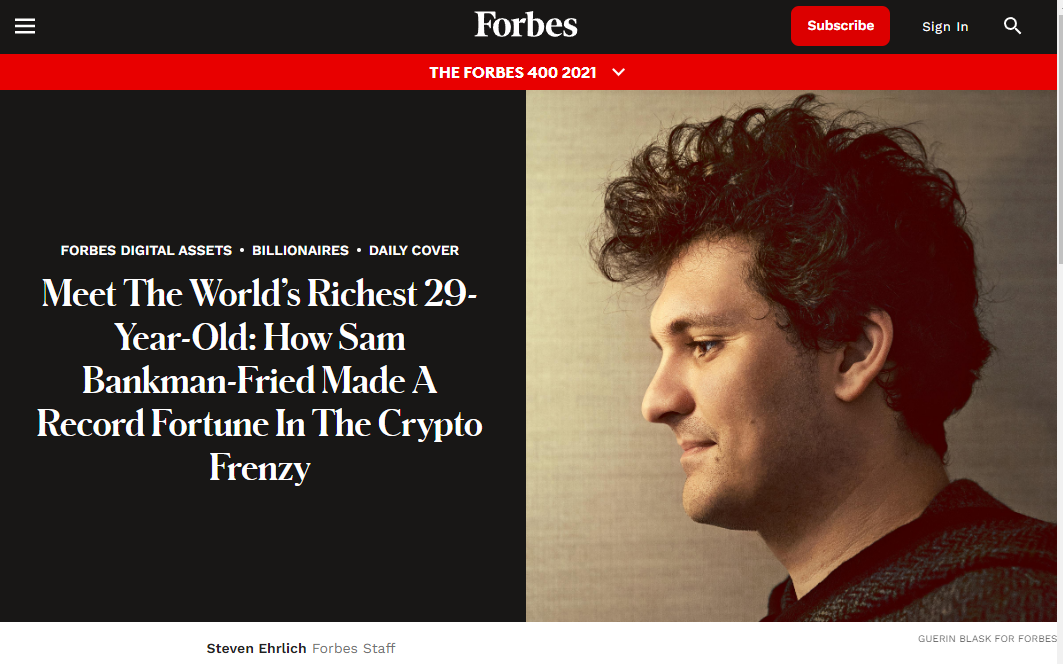 Forbes
Subscribe
Sign In
THE FORBES 400 2021
FORBES DIGITAL ASSETS • BILLIONAIRES • DAILY COVER
Meet The World’s Richest 29-
Year-Old: How Sam
Bankman-Fried Made A
Record Fortune In The Crypto
Frenzy
GUERIN BLASK FOR FORBES
Steven Ehrlich Forbes Staff